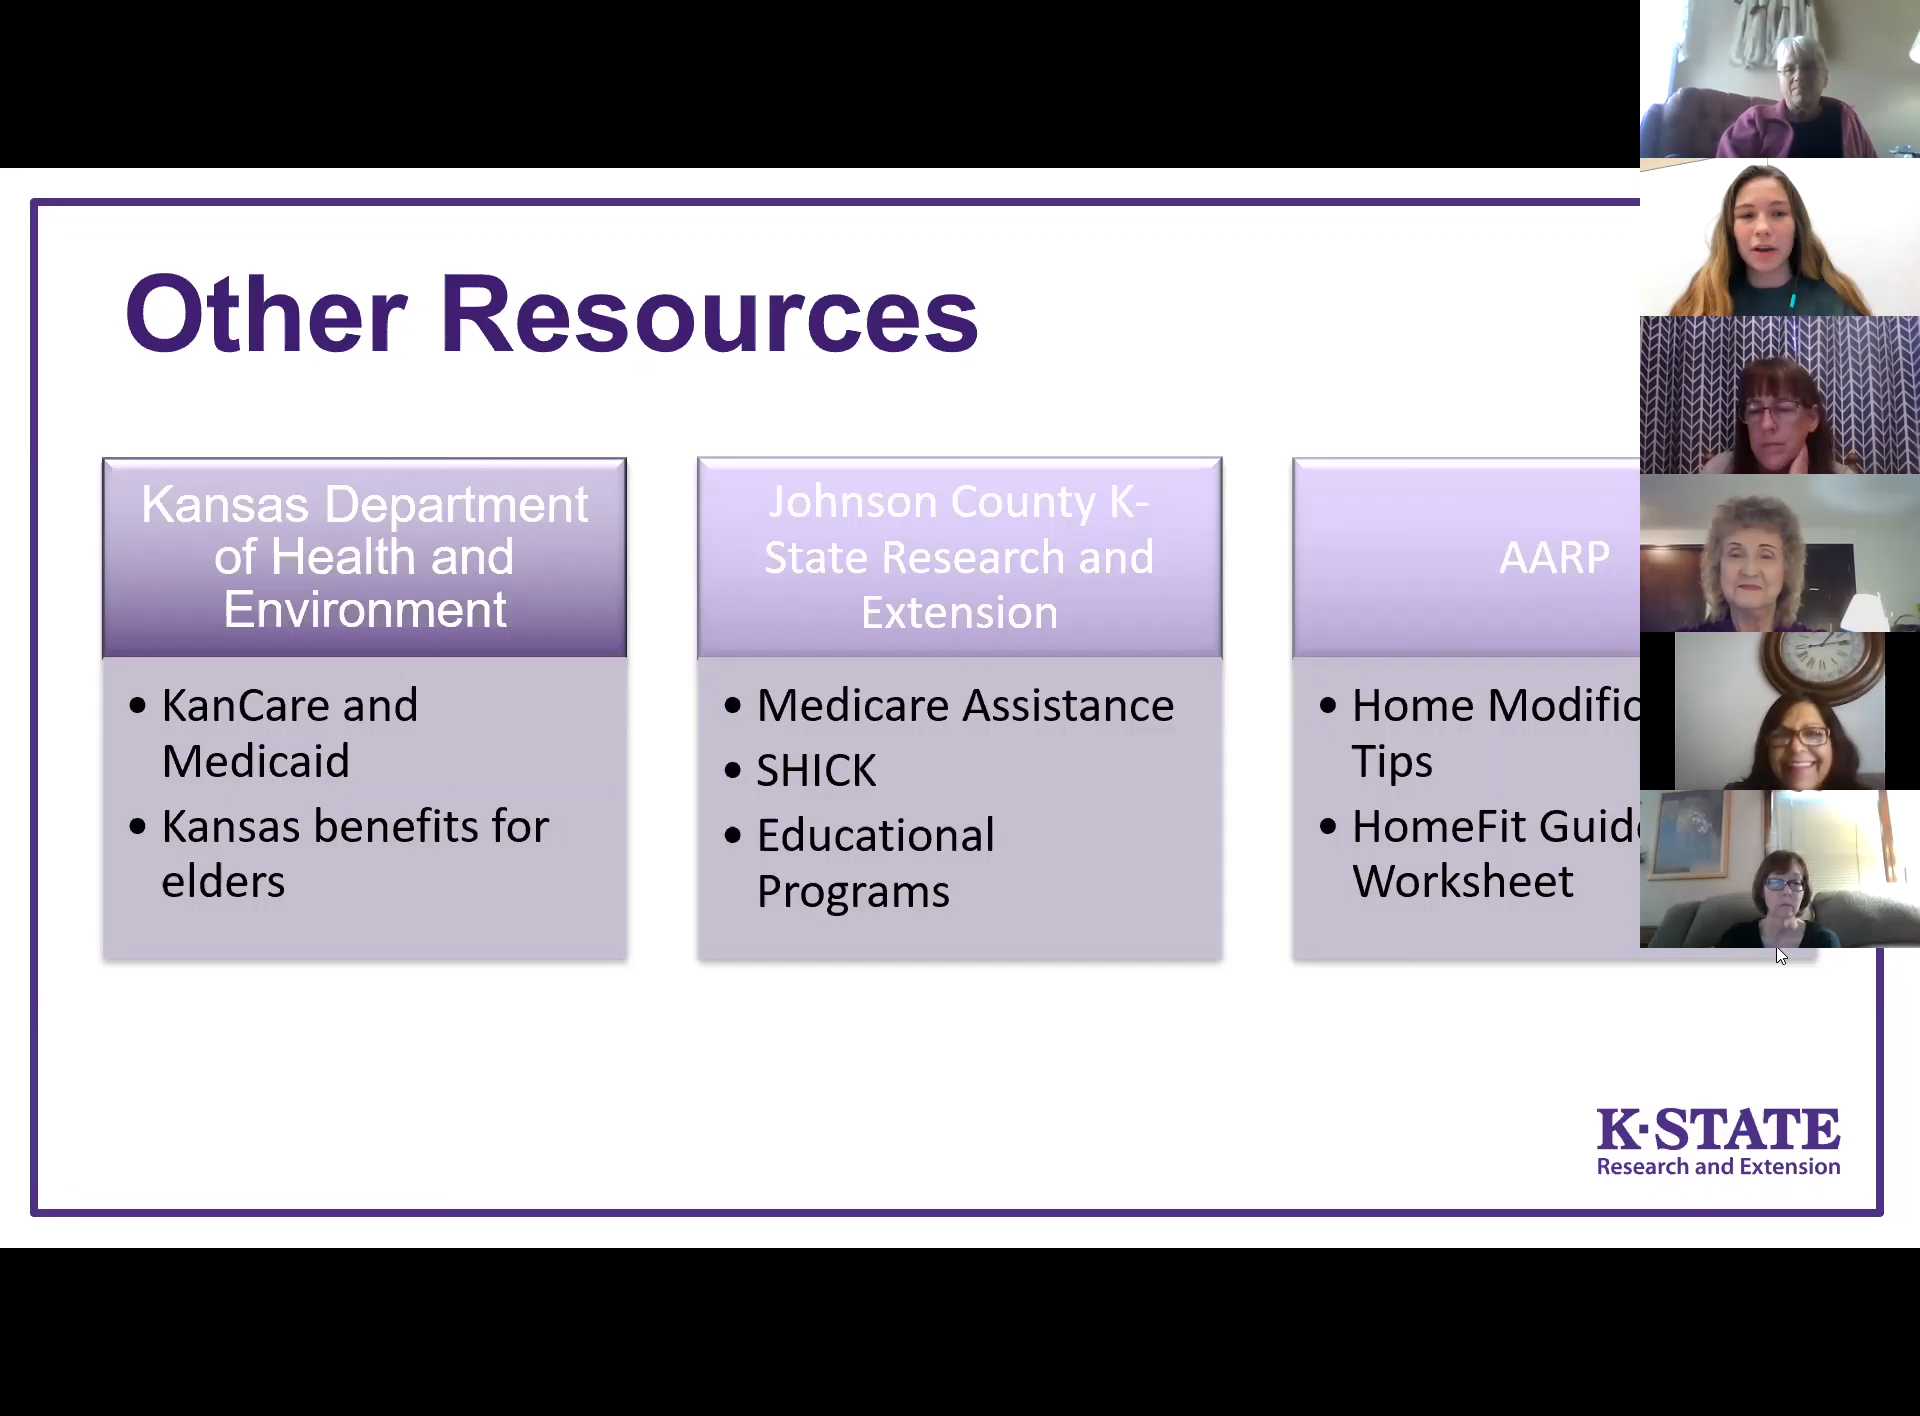 Other Resources
Kansas Department
of Health and
Environment
• KanCare and
Medicaid
• Kansas benefits for
elders
Johnson County K-
State Research and
Extension
• Medicare Assistance
• SHICK
• Educational
Programs
AARP
• Home Modific
Tips
• HomeFit Guid
Worksheet
K·STATE
Research and Extension